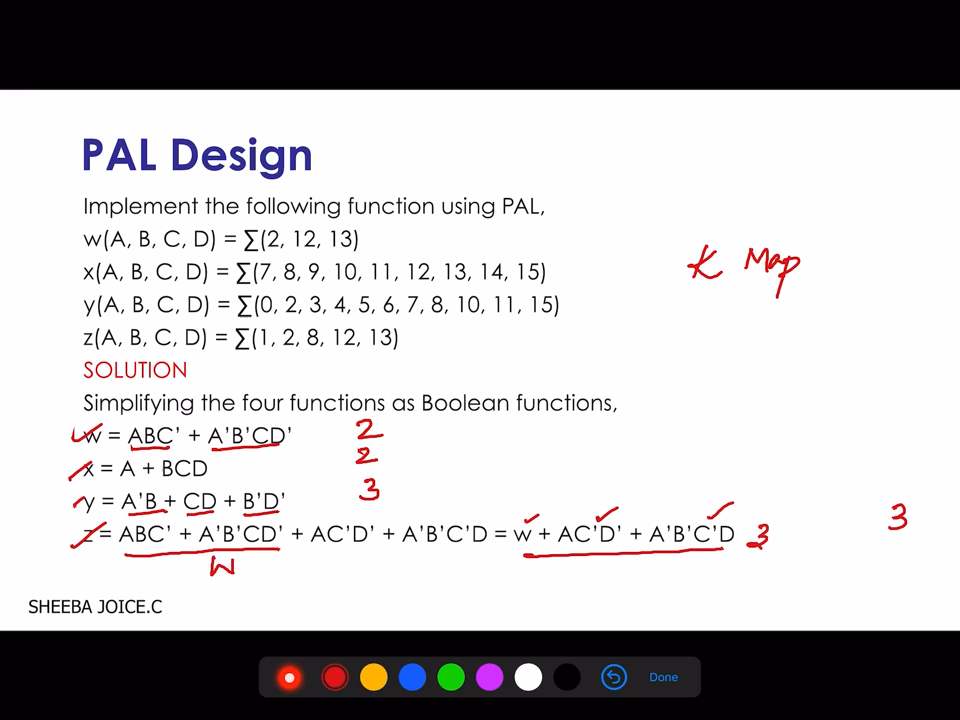 PAL Design
Implement the following function using PAL,
w(A, B, C, D) = ∑(2, 12, 13)
x(A, B, C, D) = ∑(7, 8, 9, 10, 11, 12, 13, 14, 15)
K Map
y(A, B, C, D) = ∑(0, 2, 3, 4, 5, 6, 7, 8, 10, 11, 15)
z(A, B, C, D) = ∑(1, 2, 8, 12, 13)
SOLUTION
Simplifying the four functions as Boolean functions,
w = ABC' + A'B'CD' 2
x = A + BCD 2
y = A'B + CD + B'D' 3
z = ABC' + A'B'CD' + AC'D' + A'B'C'D = w + AC'D' + A'B'C'D 3 3
W
SHEEBA JOICE.C
Done